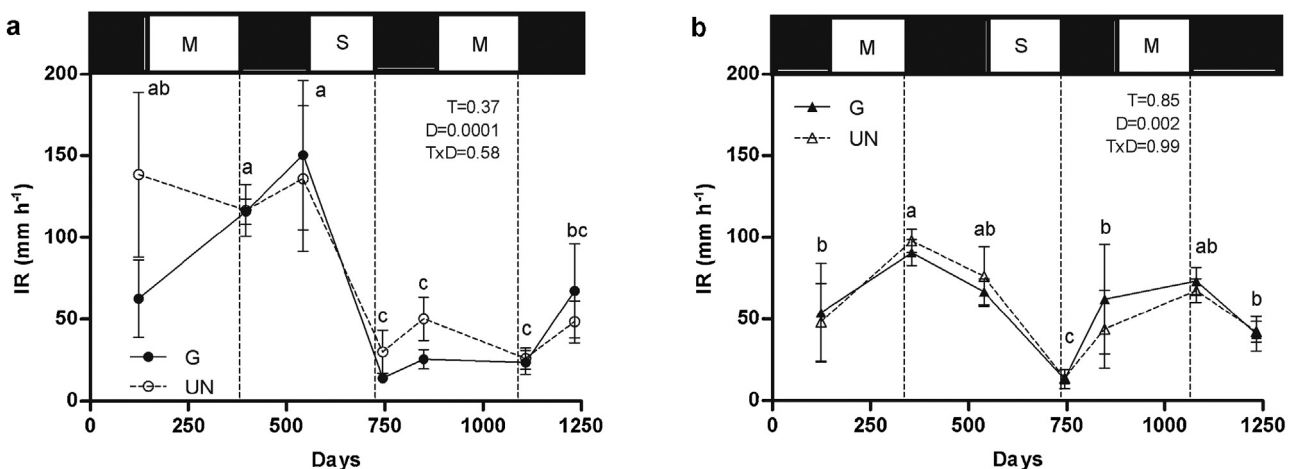 a
M
S
M
200
150
100
50
0
IR (mm h-1)
ab
a
a
c
c
c
bc
T=0.37
D=0.0001
TxD=0.58
G
UN
0
250
500
750
1000
1250
Days
b
M
S
M
200
150
100
50
0
IR (mm h-1)
G
UN
T=0.85
D=0.002
TxD=0.99
b
a
ab
c
b
ab
b
0
250
500
750
1000
1250
Days